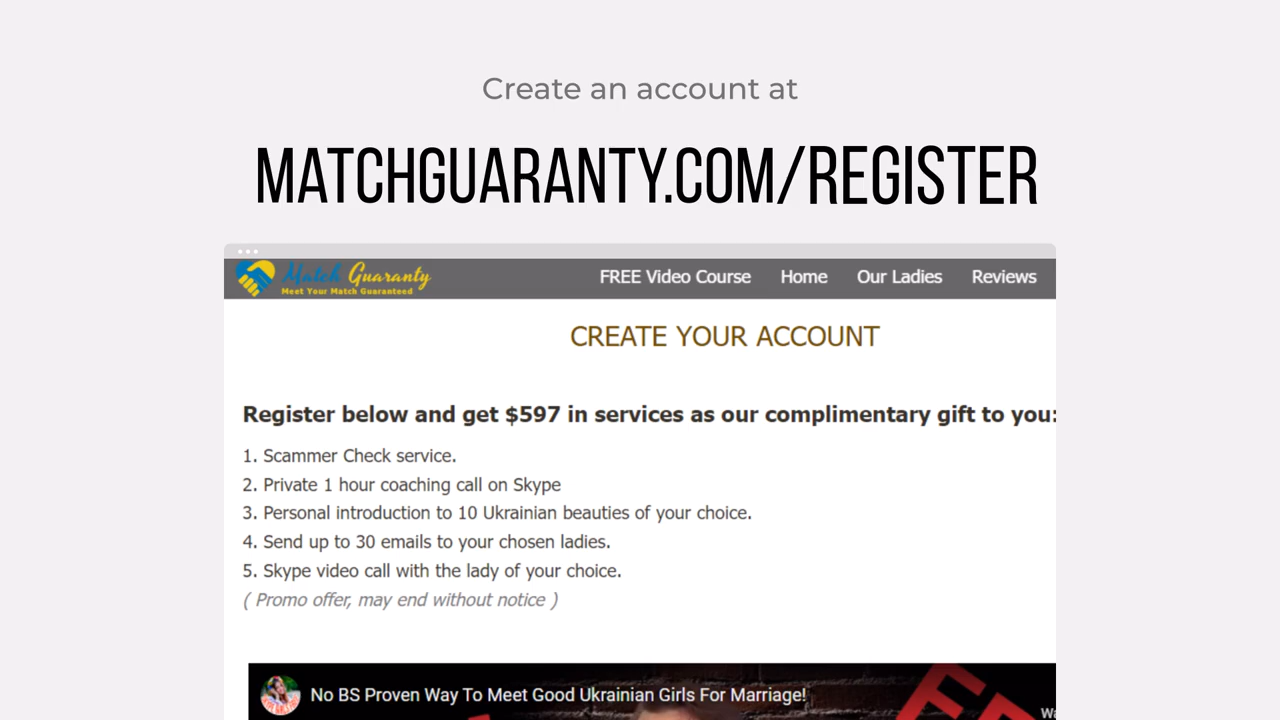 Create an account at
MATCHGUARANTY.COM/REGISTER
Match Guaranty
Meet Your Match Guaranteed
FREE Video Course Home Our Ladies Reviews
CREATE YOUR ACCOUNT
Register below and get $597 in services as our complimentary gift to you:
1. Scammer Check service.
2. Private 1 hour coaching call on Skype
3. Personal introduction to 10 Ukrainian beauties of your choice.
4. Send up to 30 emails to your chosen ladies.
5. Skype video call with the lady of your choice.
( Promo offer, may end without notice )
No BS Proven Way To Meet Good Ukrainian Girls For Marriage!